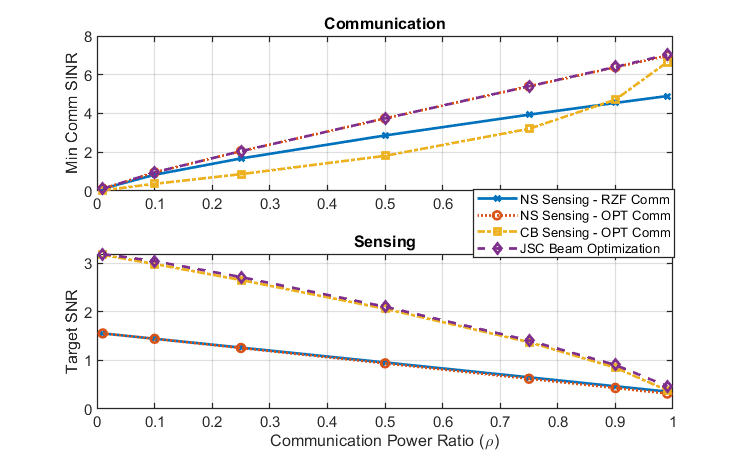 Communication
Min Comm SINR
8
6
4
2
0
0 0.1 0.2 0.3 0.4 0.5 0.6
NS Sensing - RZF Comm
NS Sensing - OPT Comm
CB Sensing - OPT Comm
JSC Beam Optimization
Sensing
Target SNR
3
2
1
0
0 0.1 0.2 0.3 0.4 0.5 0.6 0.7 0.8 0.9 1
Communication Power Ratio (ρ)